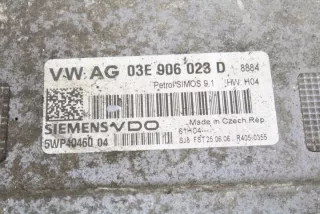 VW AG 03E 906 023 D 8884
Petrol SIMOS 9.1 HW: H04
SIEMENS VDO
Made in Czech Rep.
5WP40460 04
61H04